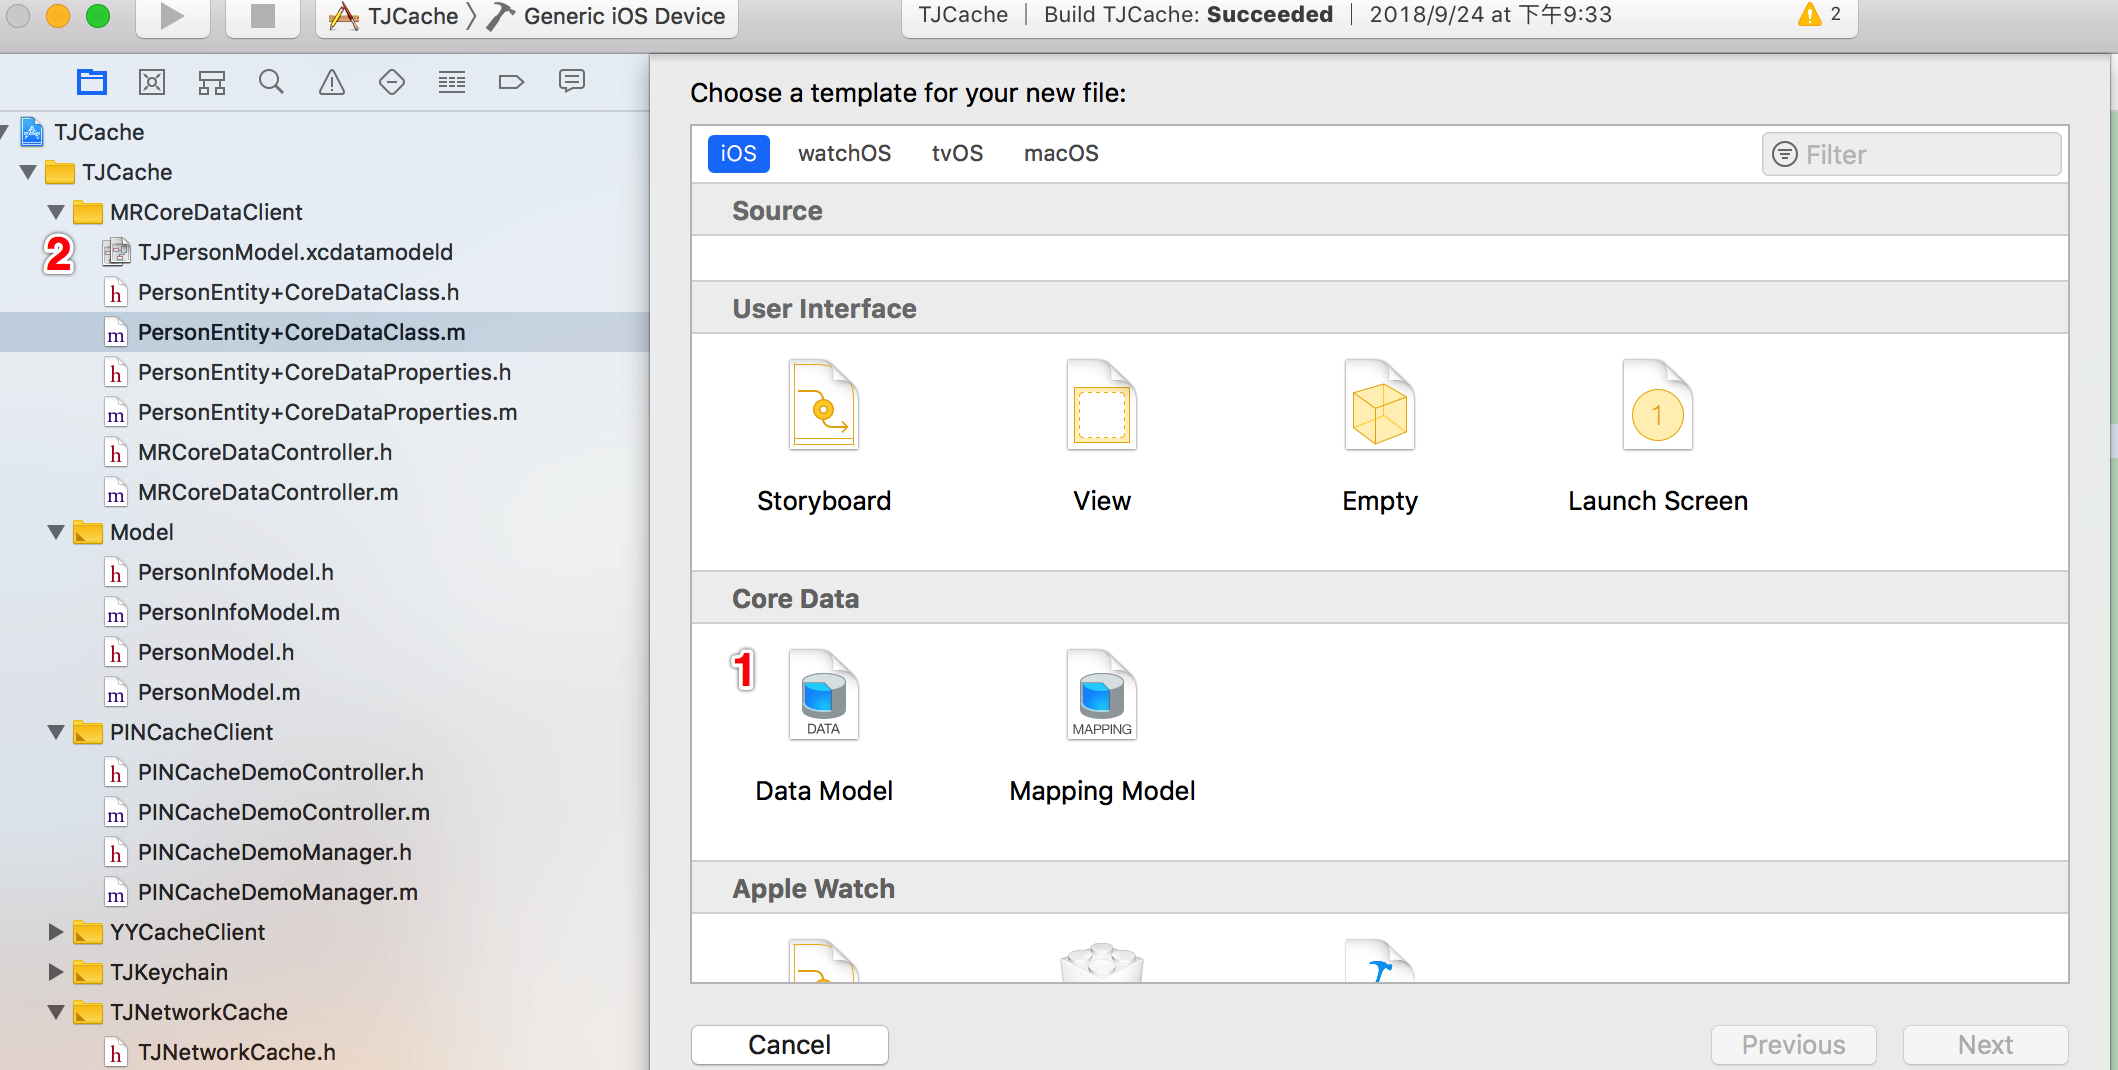 TJCache 〉 Generic iOS Device
TJCache | Build TJCache: Succeeded | 2018/9/24 at 下午9:33
2
TJCache
TJCache
MRCoreDataClient
2
TJPersonModel.xcdatamodeld
h PersonEntity+CoreDataClass.h
m PersonEntity+CoreDataClass.m
h PersonEntity+CoreDataProperties.h
m PersonEntity+CoreDataProperties.m
h MRCoreDataController.h
m MRCoreDataController.m
Model
h PersonInfoModel.h
m PersonInfoModel.m
h PersonModel.h
m PersonModel.m
PINCacheClient
h PINCacheDemoController.h
m PINCacheDemoController.m
h PINCacheDemoManager.h
m PINCacheDemoManager.m
YYCacheClient
TJKeychain
TJNetworkCache
h TJNetworkCache.h
Choose a template for your new file:
iOS watchOS tvOS macOS
Filter
Source
User Interface
1
Storyboard View Empty Launch Screen
Core Data
1
DATA MAPPING
Data Model Mapping Model
Apple Watch
Cancel Previous Next